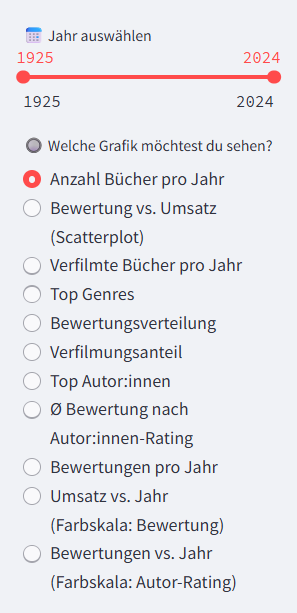 Jahr auswählen
1925 2024
1925 2024
Welche Grafik möchtest du sehen?
Anzahl Bücher pro Jahr
Bewertung vs. Umsatz
(Scatterplot)
Verfilmte Bücher pro Jahr
Top Genres
Bewertungsverteilung
Verfilmungsanteil
Top Autor:innen
Ø Bewertung nach
Autor:innen-Rating
Bewertungen pro Jahr
Umsatz vs. Jahr
(Farbskala: Bewertung)
Bewertungen vs. Jahr
(Farbskala: Autor-Rating)